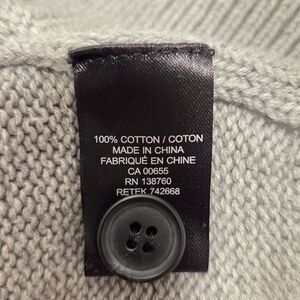 100% COTTON / COTON
MADE IN CHINA
FABRIQUÉ EN CHINE
CA 00655
RN 138760
RETEK 742668